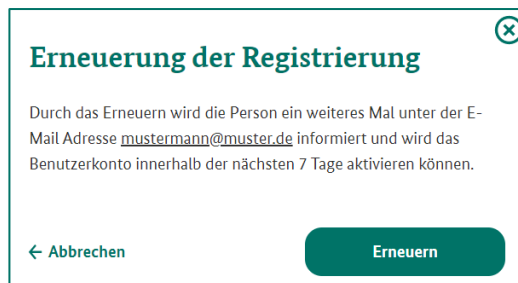 Erneuerung der Registrierung
Durch das Erneuern wird die Person ein weiteres Mal unter der E-
Mail Adresse mustermann@muster.de informiert und wird das
Benutzerkonto innerhalb der nächsten 7 Tage aktivieren können.
← Abbrechen
Erneuern